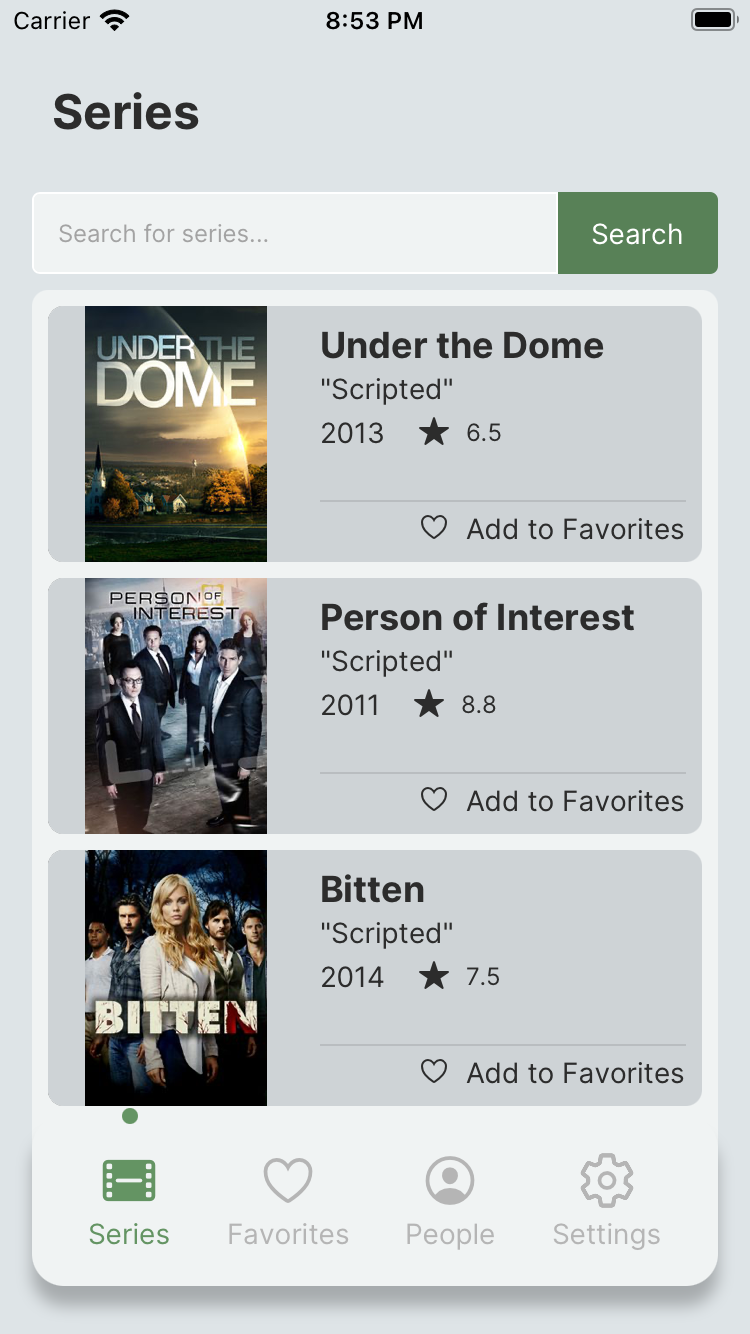 Carrier 8:53 PM
Series
Search for series...
Search
UNDER THE
DOME
Under the Dome
"Scripted"
2013 6.5
Add to Favorites
PERSON OF
INTEREST
Person of Interest
"Scripted"
2011 8.8
Add to Favorites
BITTEN
Bitten
"Scripted"
2014 7.5
Add to Favorites
Series Favorites People Settings